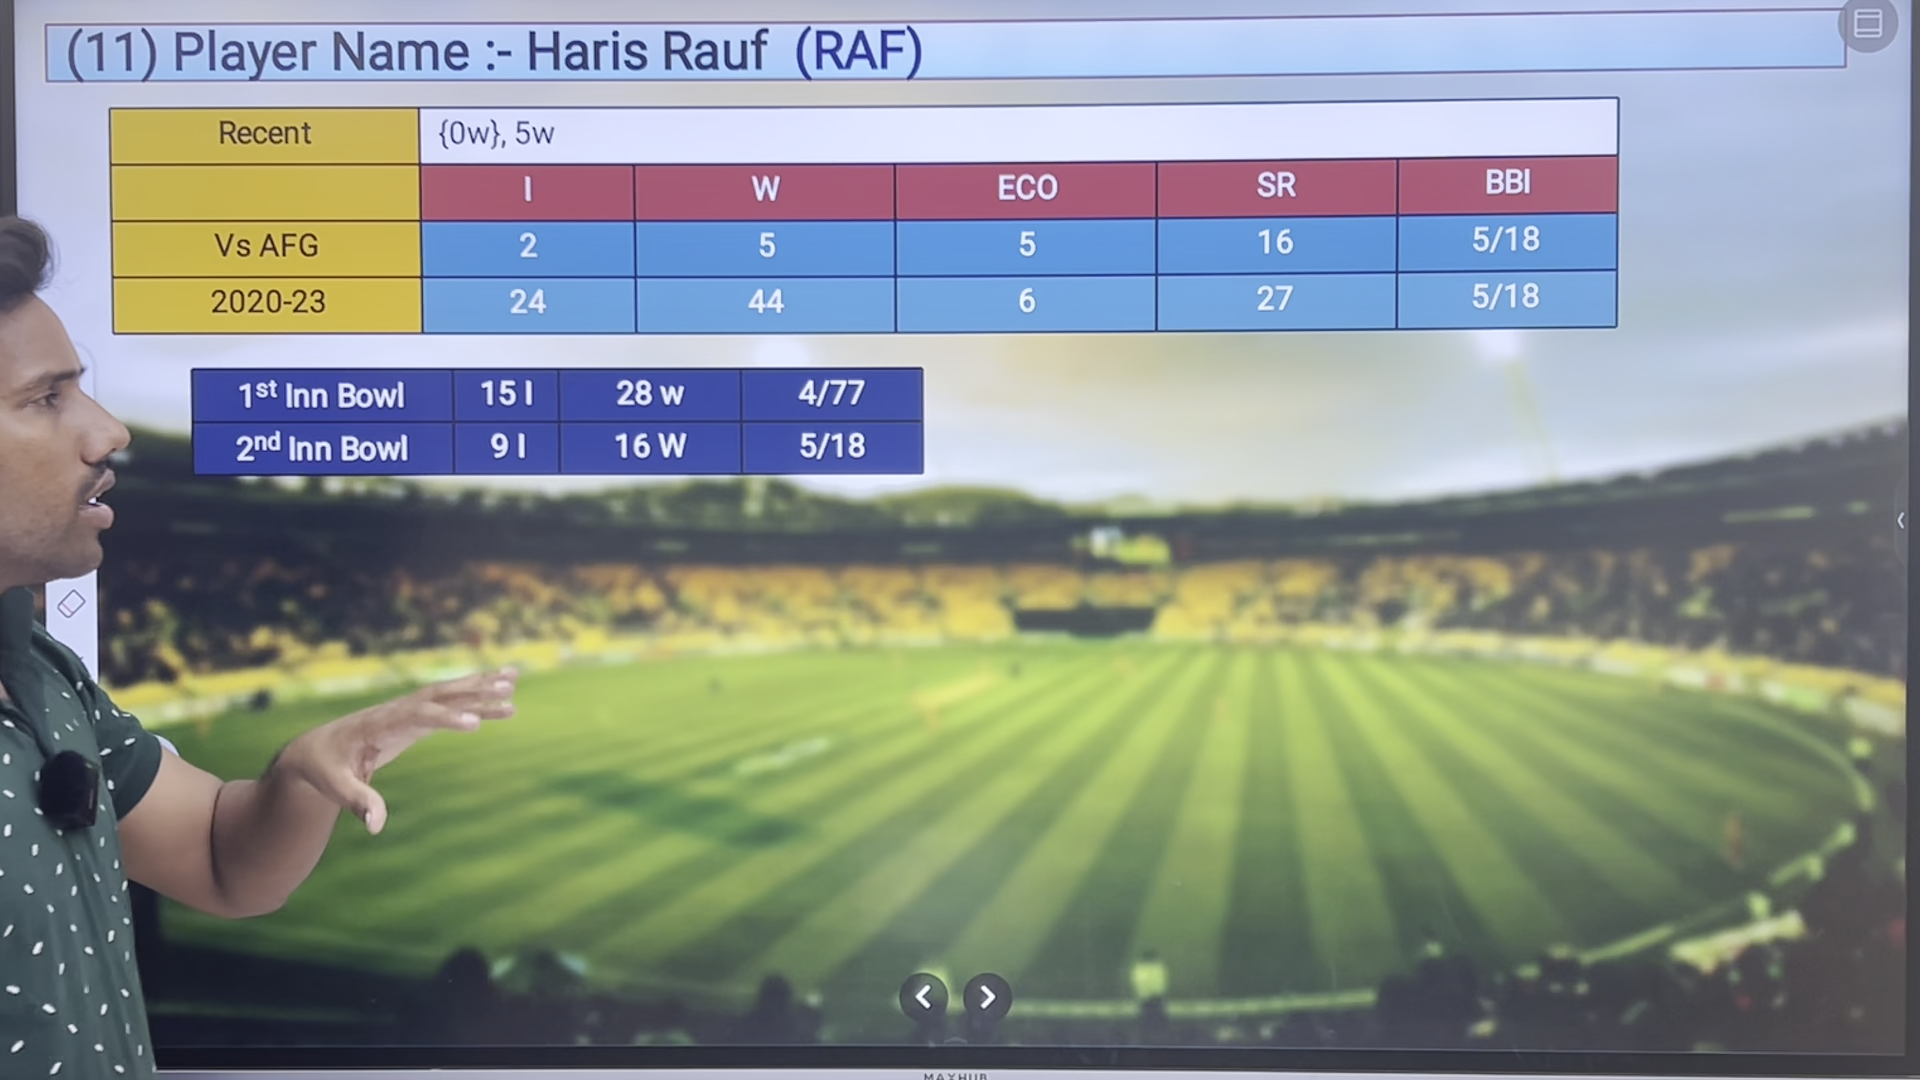 (11) Player Name :- Haris Rauf (RAF)
Recent {0w}, 5w
I W ECO SR BBI
Vs AFG 2 5 5 16 5/18
2020-23 24 44 6 27 5/18
1st Inn Bowl 15 I 28 w 4/77
2nd Inn Bowl 9 I 16 W 5/18
MAXHUB